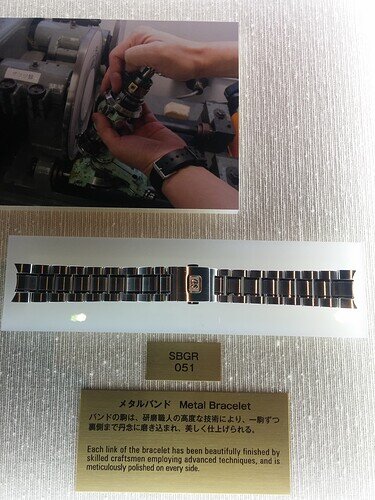 SBGR
051
メタルバンド Metal Bracelet
バンドの駒は、研磨職人の高度な技術により、一駒ずつ
裏側まで丹念に磨き込まれ、美しく仕上げられる。
Each link of the bracelet has been beautifully finished by
skilled craftsmen employing advanced techniques, and is
meticulously polished on every side.